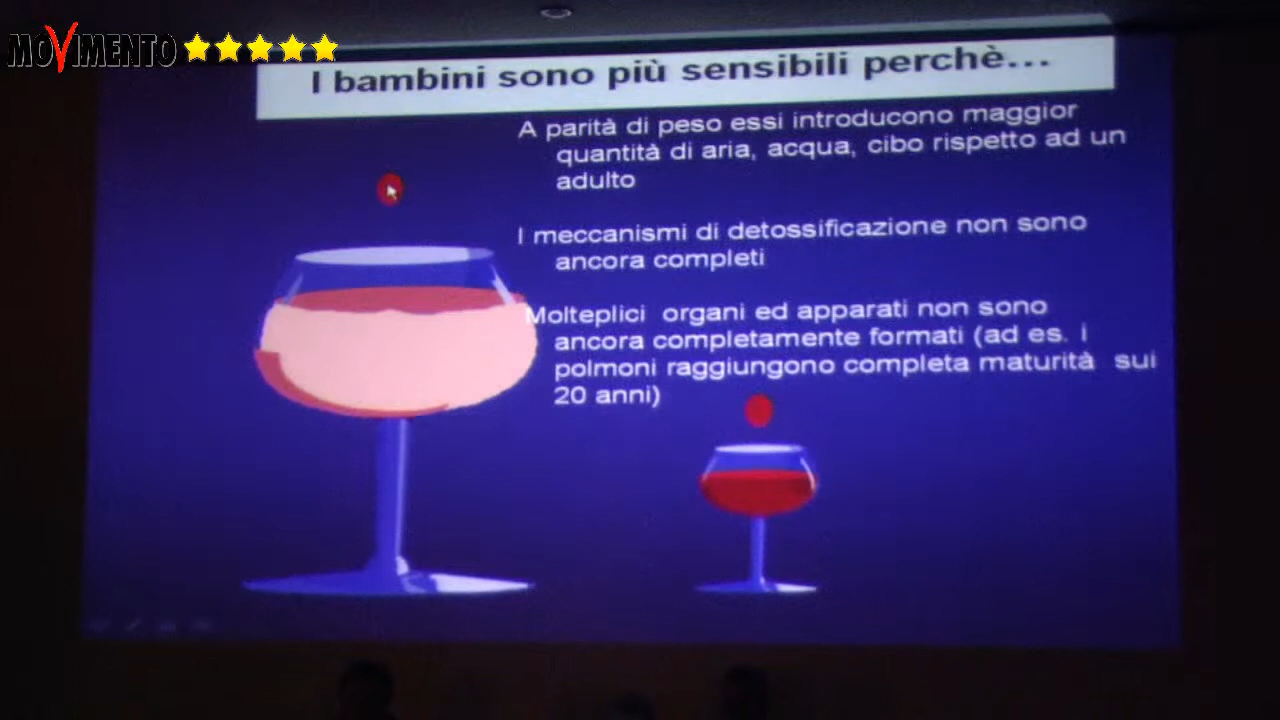 MOVIMENTO
I bambini sono più sensibili perchè...
A parità di peso essi introducono maggior
quantità di aria, acqua, cibo rispetto ad un
adulto
I meccanismi di detossificazione non sono
ancora completi
Molteplici organi ed apparati non sono
ancora completamente formati (ad es. i
polmoni raggiungono completa maturità sui
20 anni)